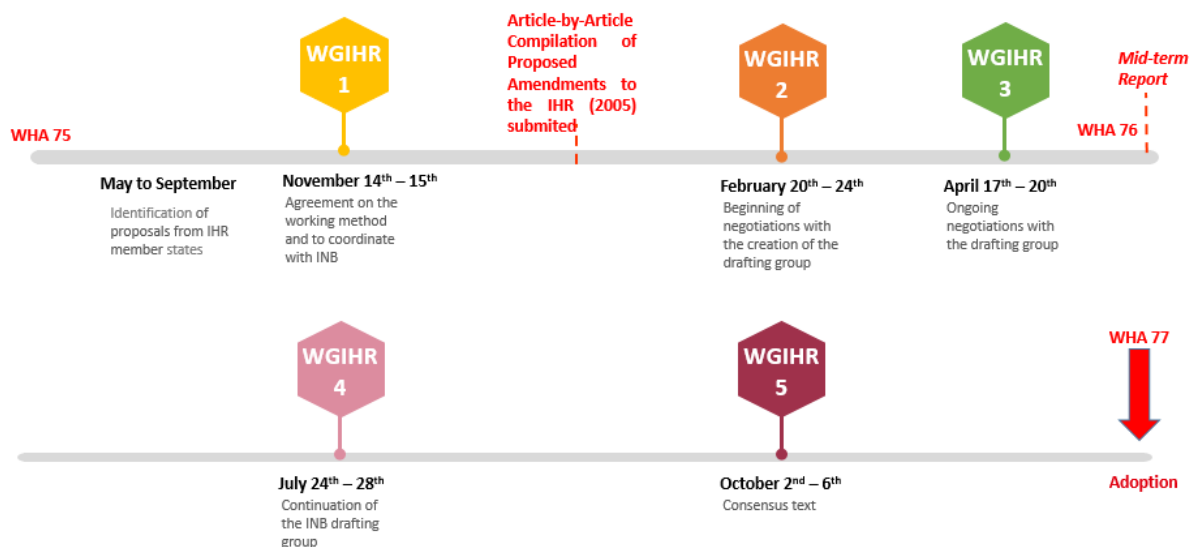 WHA 75
May to September
Identification of
proposals from IHR
member states
WGIHR
1
November 14th – 15th
Agreement on the
working method
and to coordinate
with INB
Article-by-Article
Compilation of
Proposed
Amendments to
the IHR (2005)
submited
WGIHR
2
February 20th – 24th
Beginning of
negotiations with
the creation of the
drafting group
WGIHR
3
April 17th – 20th
Ongoing
negotiations with
the drafting group
WHA 76
Mid-term
Report
WGIHR
4
July 24th – 28th
Continuation of
the INB drafting
group
WGIHR
5
October 2nd – 6th
Consensus text
WHA 77
Adoption